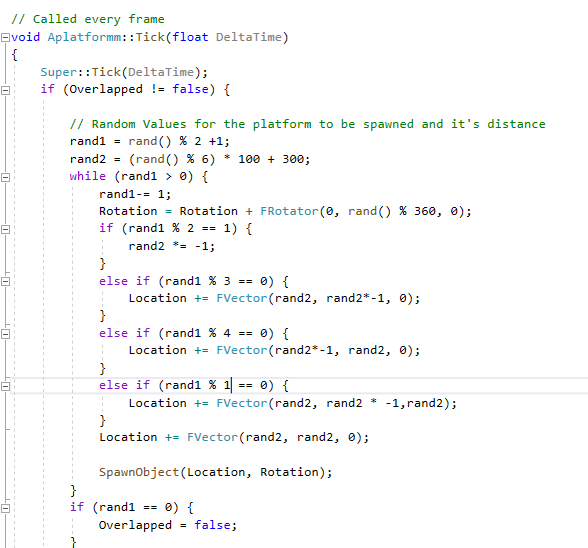 // Called every frame
void Aplatformm::Tick(float DeltaTime)
{
    Super::Tick(DeltaTime);
    if (Overlapped != false) {
        // Random Values for the platform to be spawned and it's distance
        rand1 = rand() % 2 +1;
        rand2 = (rand() % 6) * 100 + 300;
        while (rand1 > 0) {
            rand1-= 1;
            Rotation = Rotation + FRotator(0, rand() % 360, 0);
            if (rand1 % 2 == 1) {
                rand2 *= -1;
            }
            else if (rand1 % 3 == 0) {
                Location += FVector(rand2, rand2*-1, 0);
            }
            else if (rand1 % 4 == 0) {
                Location += FVector(rand2*-1, rand2, 0);
            }
            else if (rand1 % 1 == 0) {
                Location += FVector(rand2, rand2 * -1,rand2);
            }
            Location += FVector(rand2, rand2, 0);
            SpawnObject(Location, Rotation);
        }
        if (rand1 == 0) {
            Overlapped = false;
        }